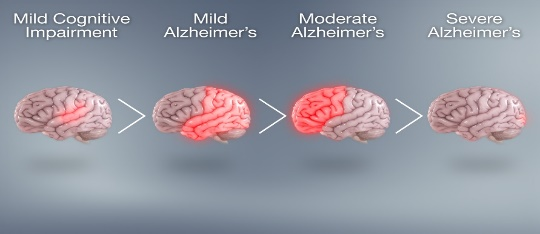 Mild Cognitive
Impairment
Mild
Alzheimer's
Moderate
Alzheimer's
Severe
Alzheimer's